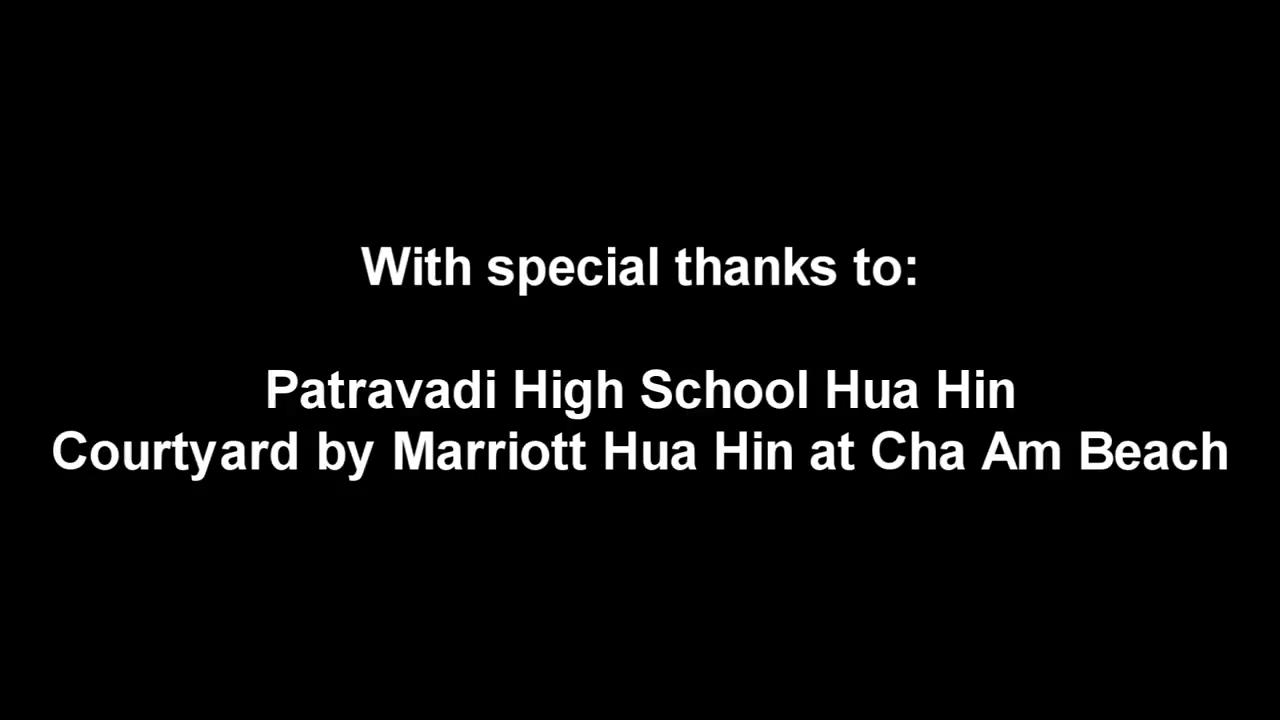 With special thanks to:
Patravadi High School Hua Hin
Courtyard by Marriott Hua Hin at Cha Am Beach